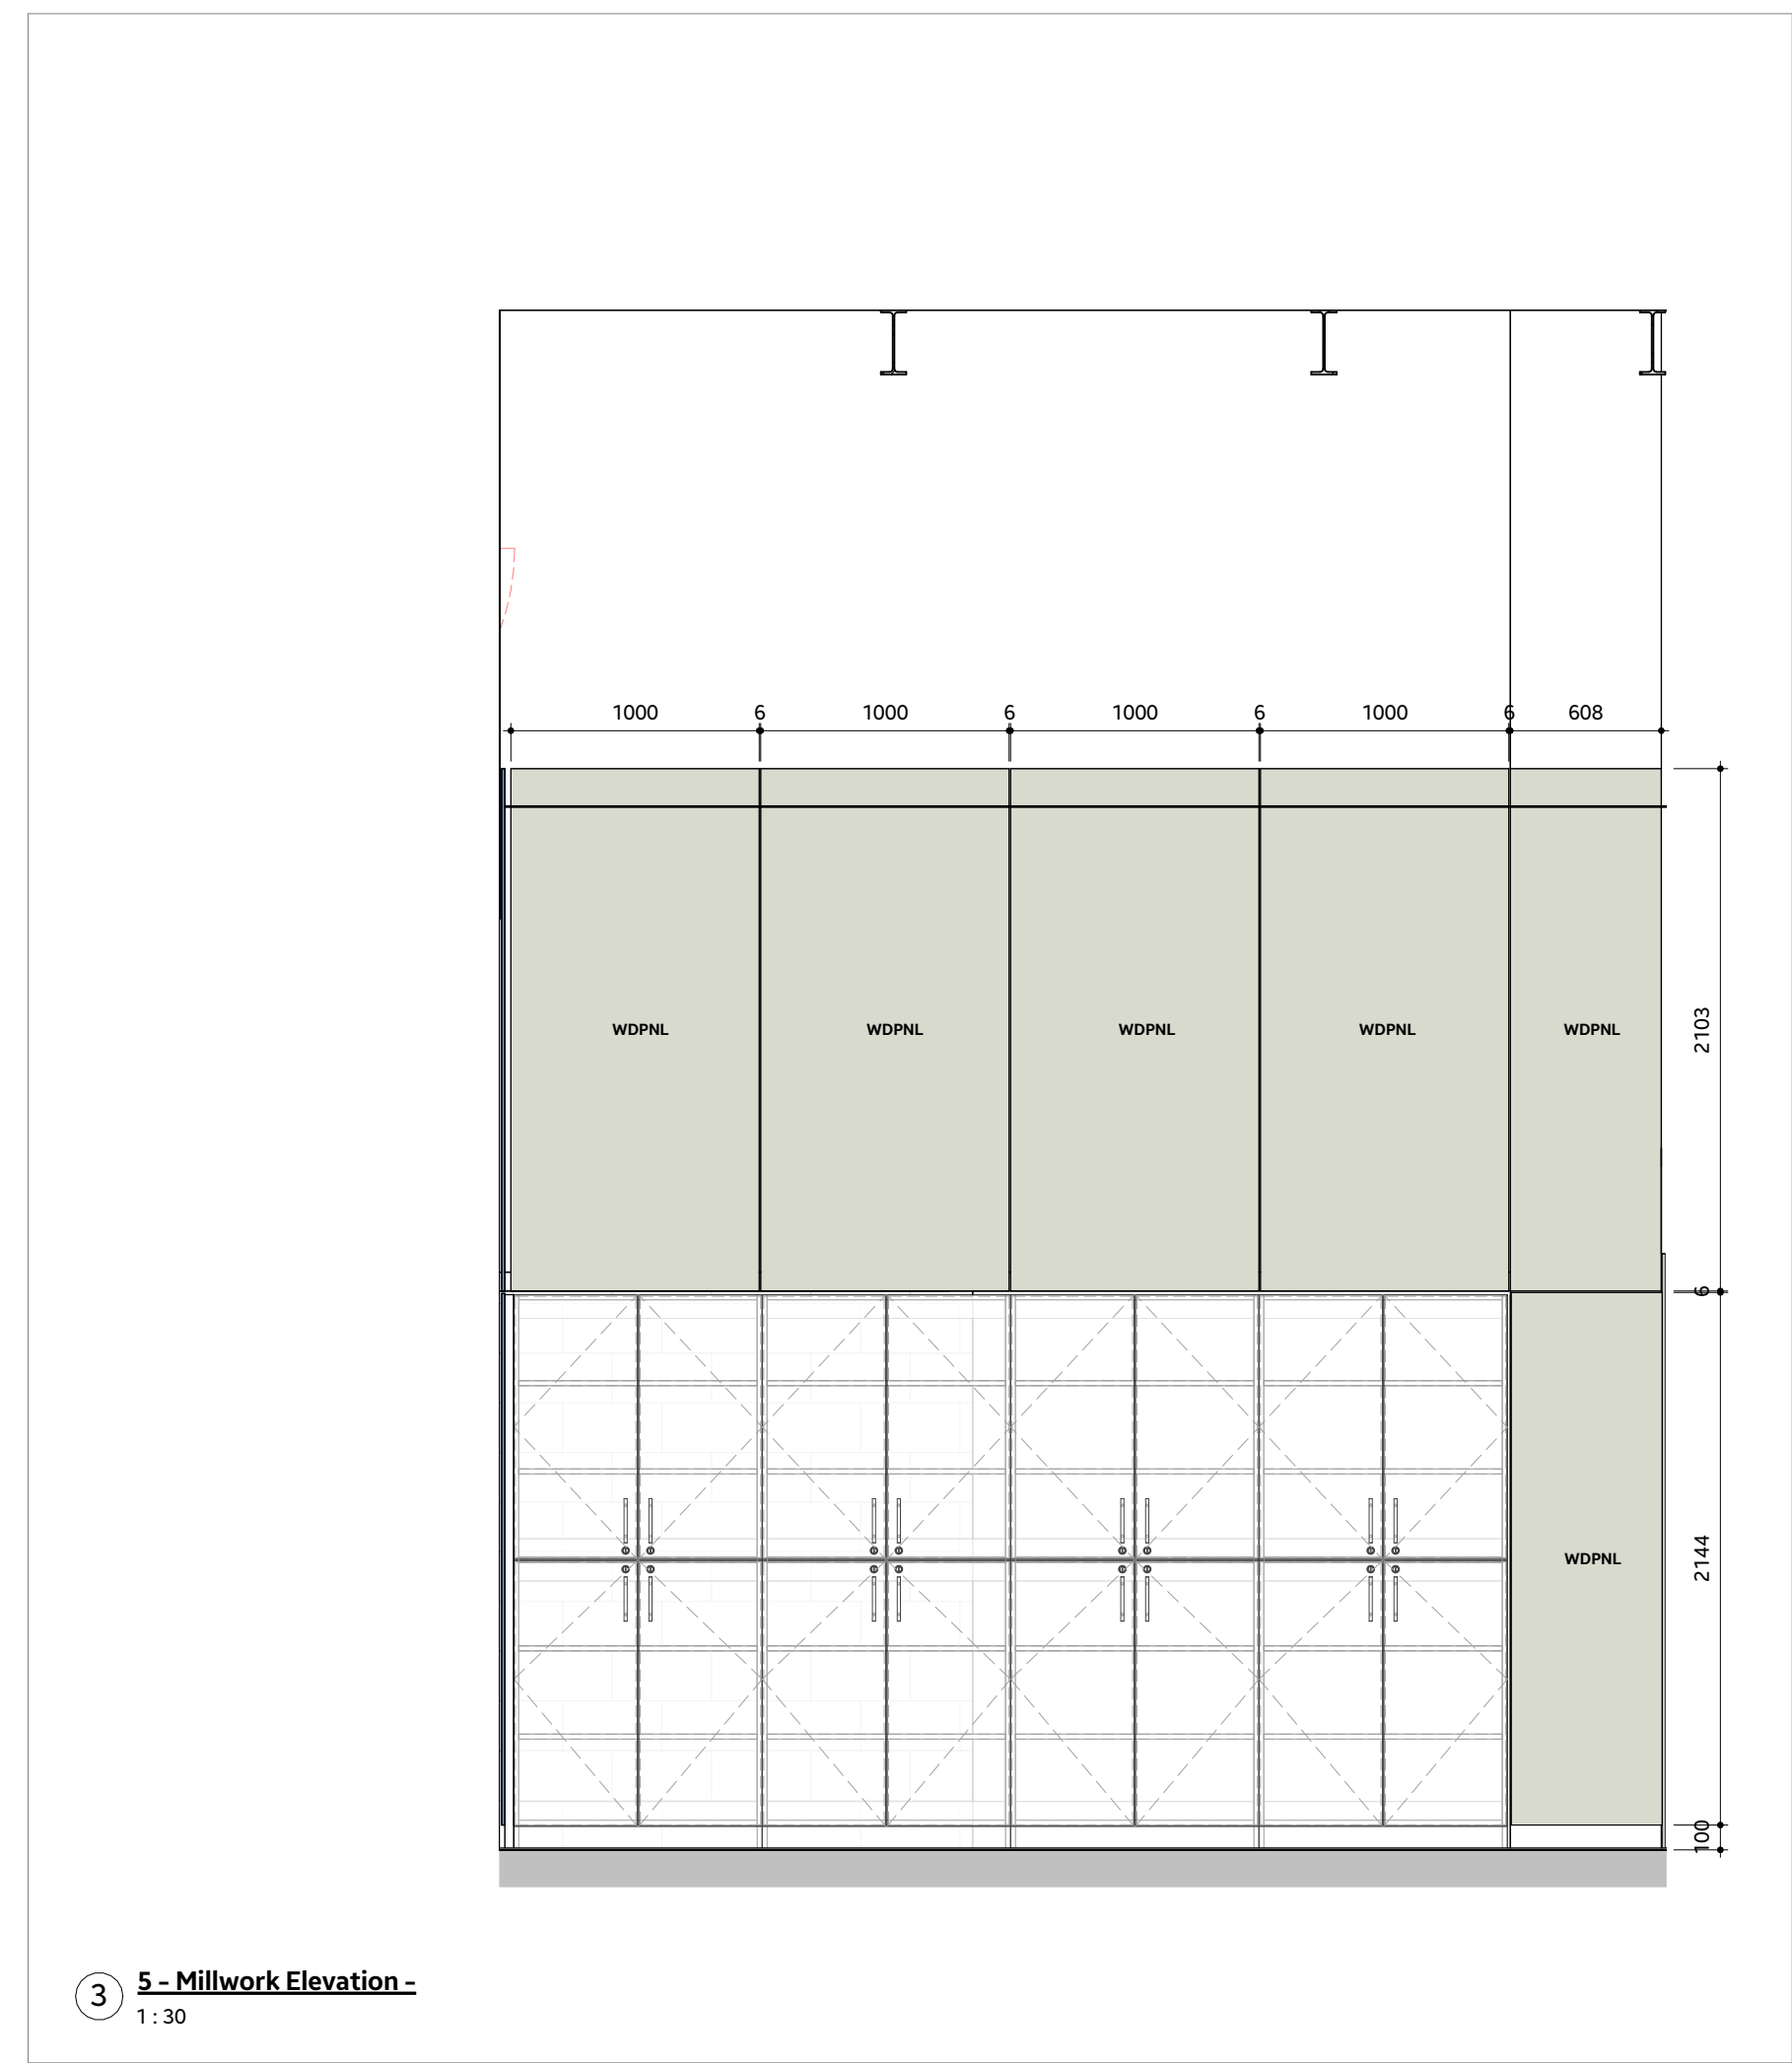 1000 6 1000 6 1000 6 1000 6 608
WDPNL WDPNL WDPNL WDPNL WDPNL
2103
6
WDPNL
2144
100
3
5 - Millwork Elevation -
1 : 30